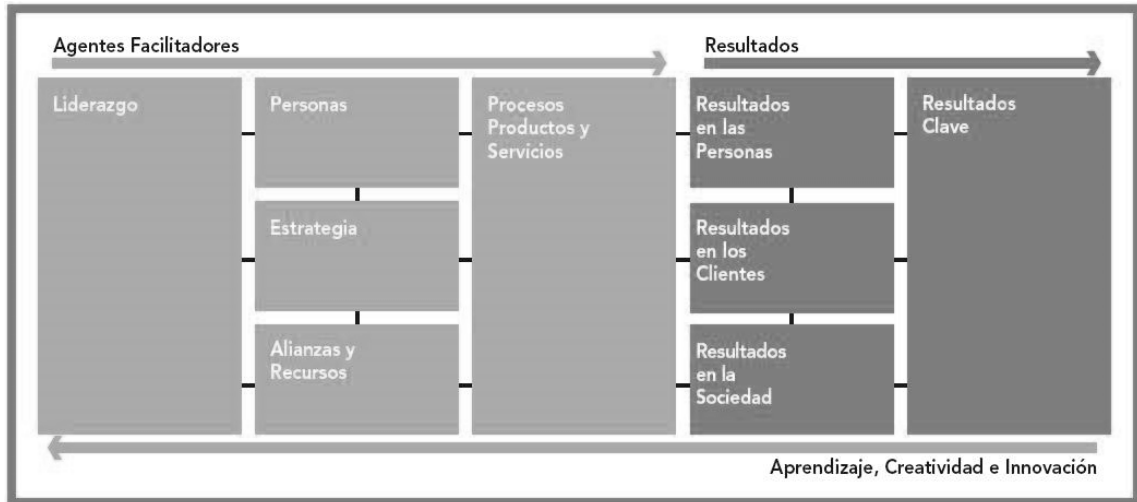 Agentes Facilitadores
Resultados
Liderazgo
Personas
Procesos
Productos y
Servicios
Resultados
en las
Personas
Resultados
Clave
Estrategia
Resultados
en los
Clientes
Alianzas y
Recursos
Resultados
en la
Sociedad
Aprendizaje, Creatividad e Innovación